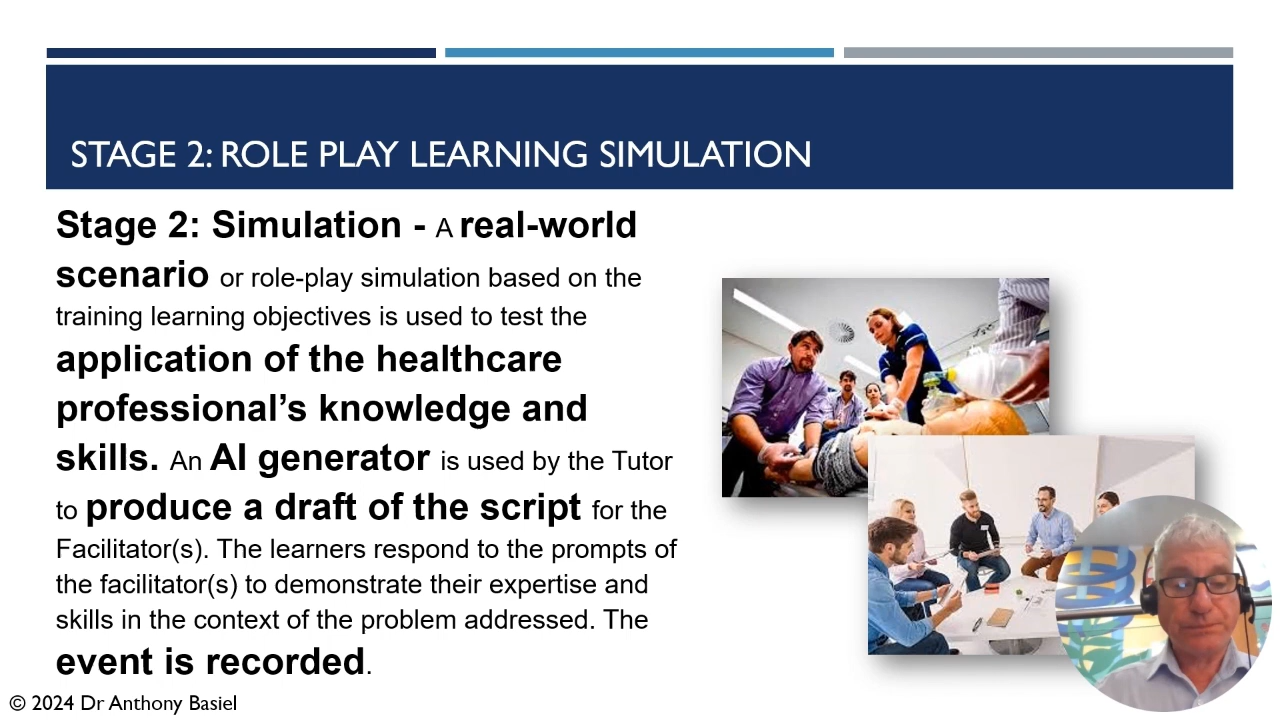 STAGE 2: ROLE PLAY LEARNING SIMULATION
Stage 2: Simulation - A real-world
scenario or role-play simulation based on the
training learning objectives is used to test the
application of the healthcare
professional’s knowledge and
skills. An AI generator is used by the Tutor
to produce a draft of the script for the
Facilitator(s). The learners respond to the prompts of
the facilitator(s) to demonstrate their expertise and
skills in the context of the problem addressed. The
event is recorded.
© 2024 Dr Anthony Basiel